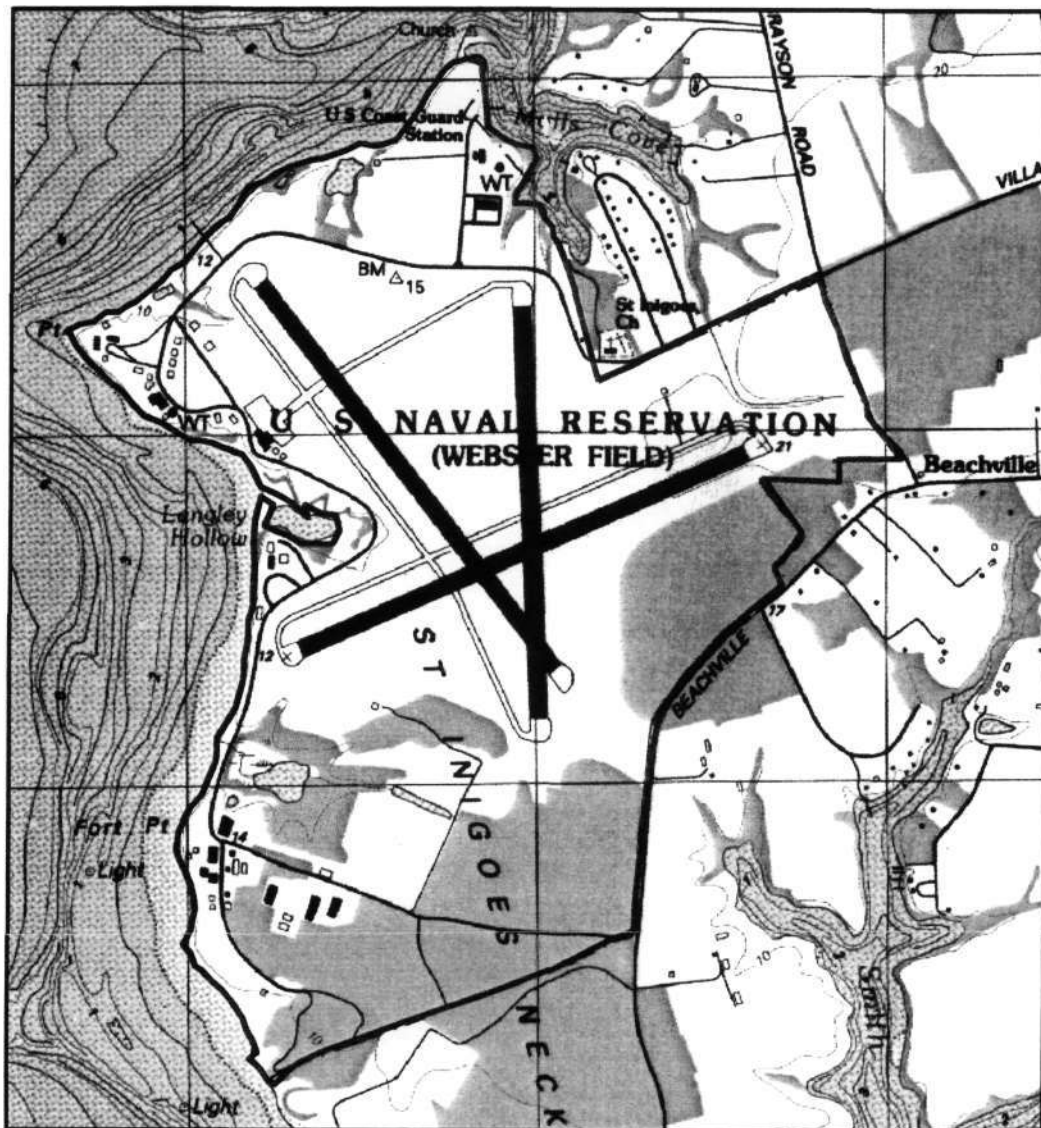 Church
GRAYSON
ROAD
20
U S Coast Guard
Station
Mulls Cove
WT
VILLA
12
BM
15
10
Pt
St Inigoes
Ch
WT
U S NAVAL RESERVATION
(WEBSTER FIELD)
21
Beachville
Langley
Hollow
17
12
BEACHVILLE
ST INIGOES NECK
Fort Pt
14
Light
10
Smith
10
Light